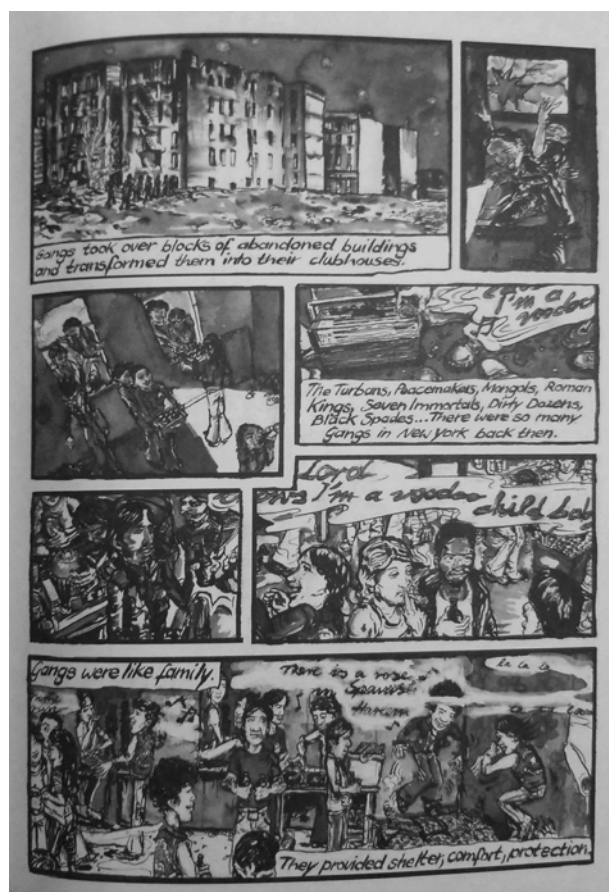 Gangs took over blocks of abandoned buildings
and transformed them into their clubhouses.
I'm a
voodoo
The Turbans, Peacemakers, Mongols, Roman
Kings, Seven Immortals, Dirty Dozens,
Black Spades...There were so many
Gangs in New York back then.
Lord
I'm a voodoo
child
Gangs were like family.
There is a rose
in Spanish
Harlem
la la la
They provided shelter, comfort, protection.